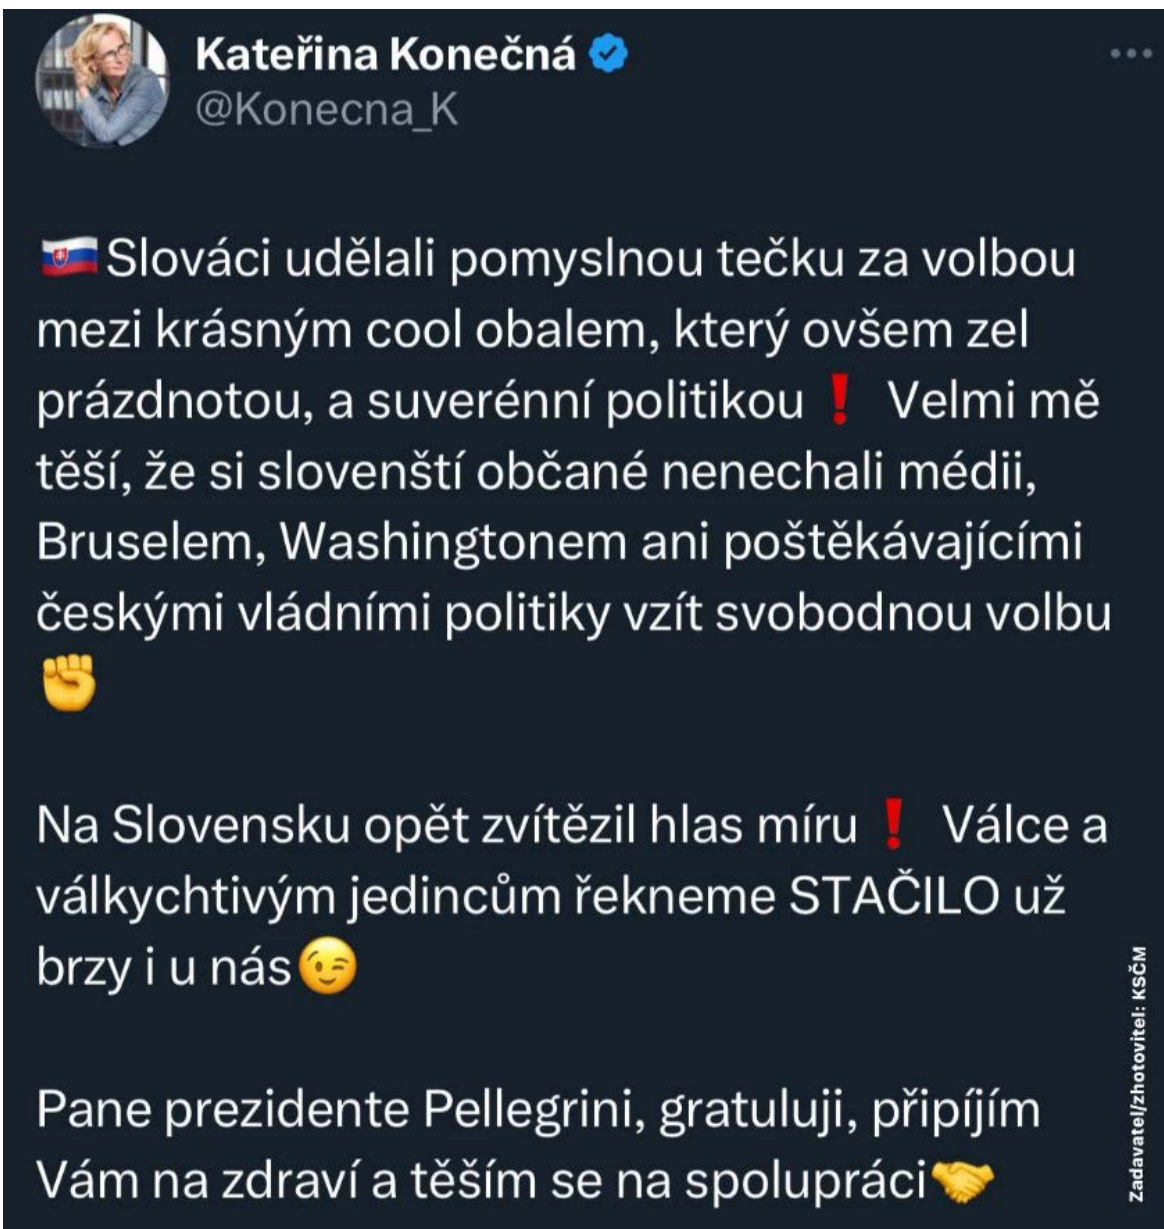 Kateřina Konečná
@Konecna_K
🇸🇰Slováci udělali pomyslnou tečku za volbou
mezi krásným cool obalem, který ovšem zel
prázdnotou, a suverénní politikou❗ Velmi mě
těší, že si slovenští občané nenechali médii,
Bruselem, Washingtonem ani poštěkávajícími
českými vládními politiky vzít svobodnou volbu
✊
Na Slovensku opět zvítězil hlas míru❗ Válce a
válkychtivým jedincům řekneme STAČILO už
brzy i u nás😉
Pane prezidente Pellegrini, gratuluji, připíjím
Vám na zdraví a těším se na spolupráci🤝
Zadavatel/zhotovitel: KSČM